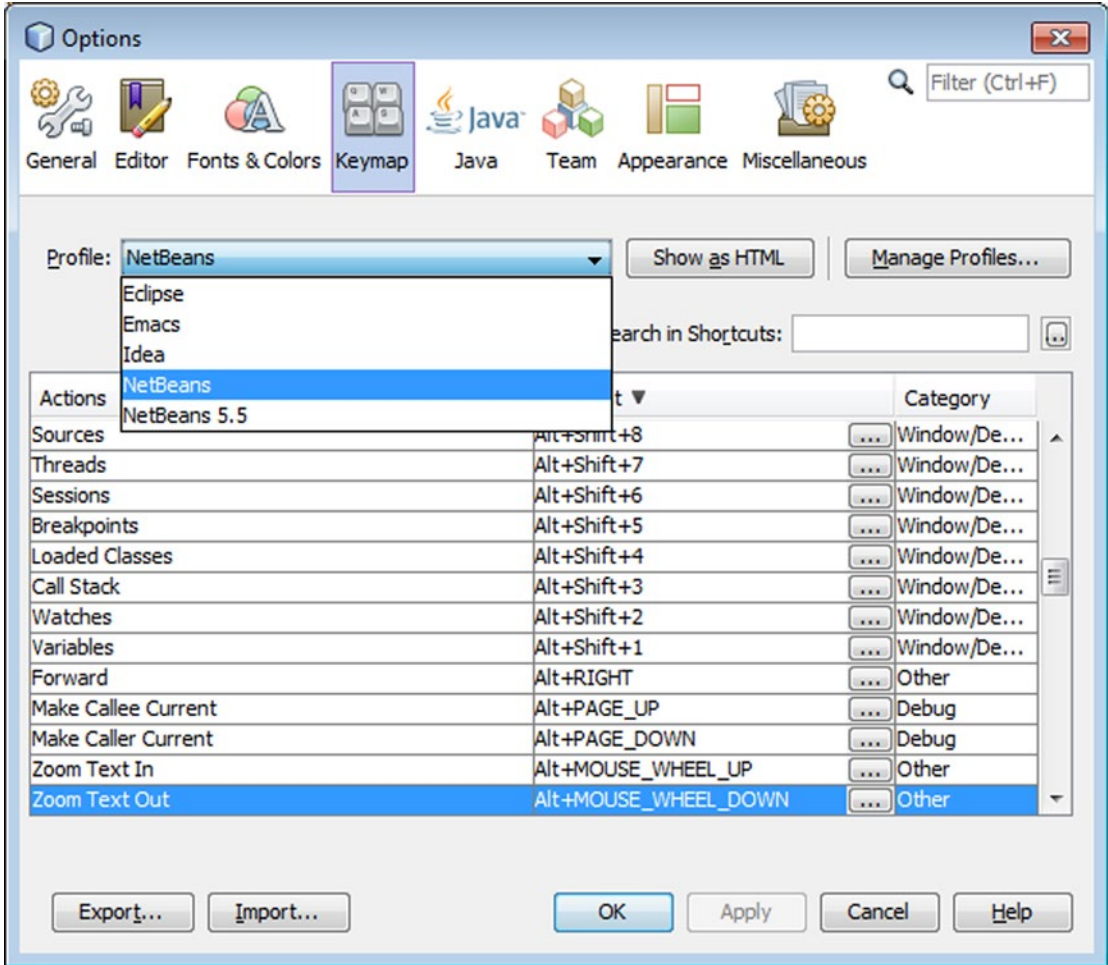 Options
Filter (Ctrl+F)
General Editor Fonts & Colors Keymap Java Team Appearance Miscellaneous
Profile: NetBeans Show as HTML Manage Profiles...
Eclipse
Emacs
earch in Shortcuts:
Idea
NetBeans
NetBeans 5.5
Actions t Category
Sources Alt+Shift+8 ... Window/De...
Threads Alt+Shift+7 ... Window/De...
Sessions Alt+Shift+6 ... Window/De...
Breakpoints Alt+Shift+5 ... Window/De...
Loaded Classes Alt+Shift+4 ... Window/De...
Call Stack Alt+Shift+3 ... Window/De...
Watches Alt+Shift+2 ... Window/De...
Variables Alt+Shift+1 ... Window/De...
Forward Alt+RIGHT ... Other
Make Callee Current Alt+PAGE_UP ... Debug
Make Caller Current Alt+PAGE_DOWN ... Debug
Zoom Text In Alt+MOUSE_WHEEL_UP ... Other
Zoom Text Out Alt+MOUSE_WHEEL_DOWN ... Other
Export... Import... OK Apply Cancel Help